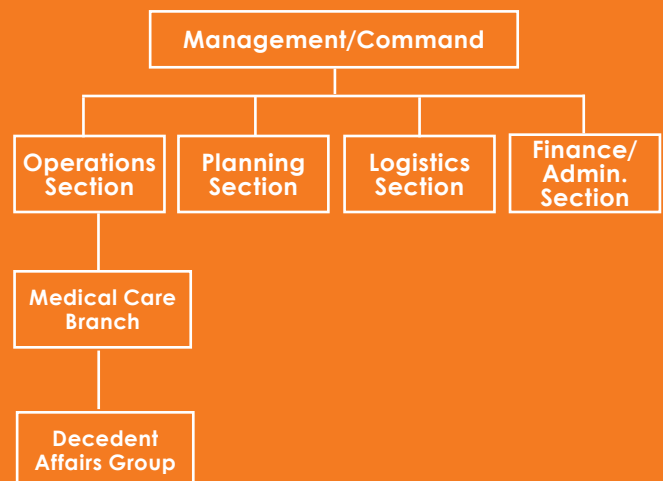 Management/Command
Operations
Section
Planning
Section
Logistics
Section
Finance/
Admin.
Section
Medical Care
Branch
Decedent
Affairs Group